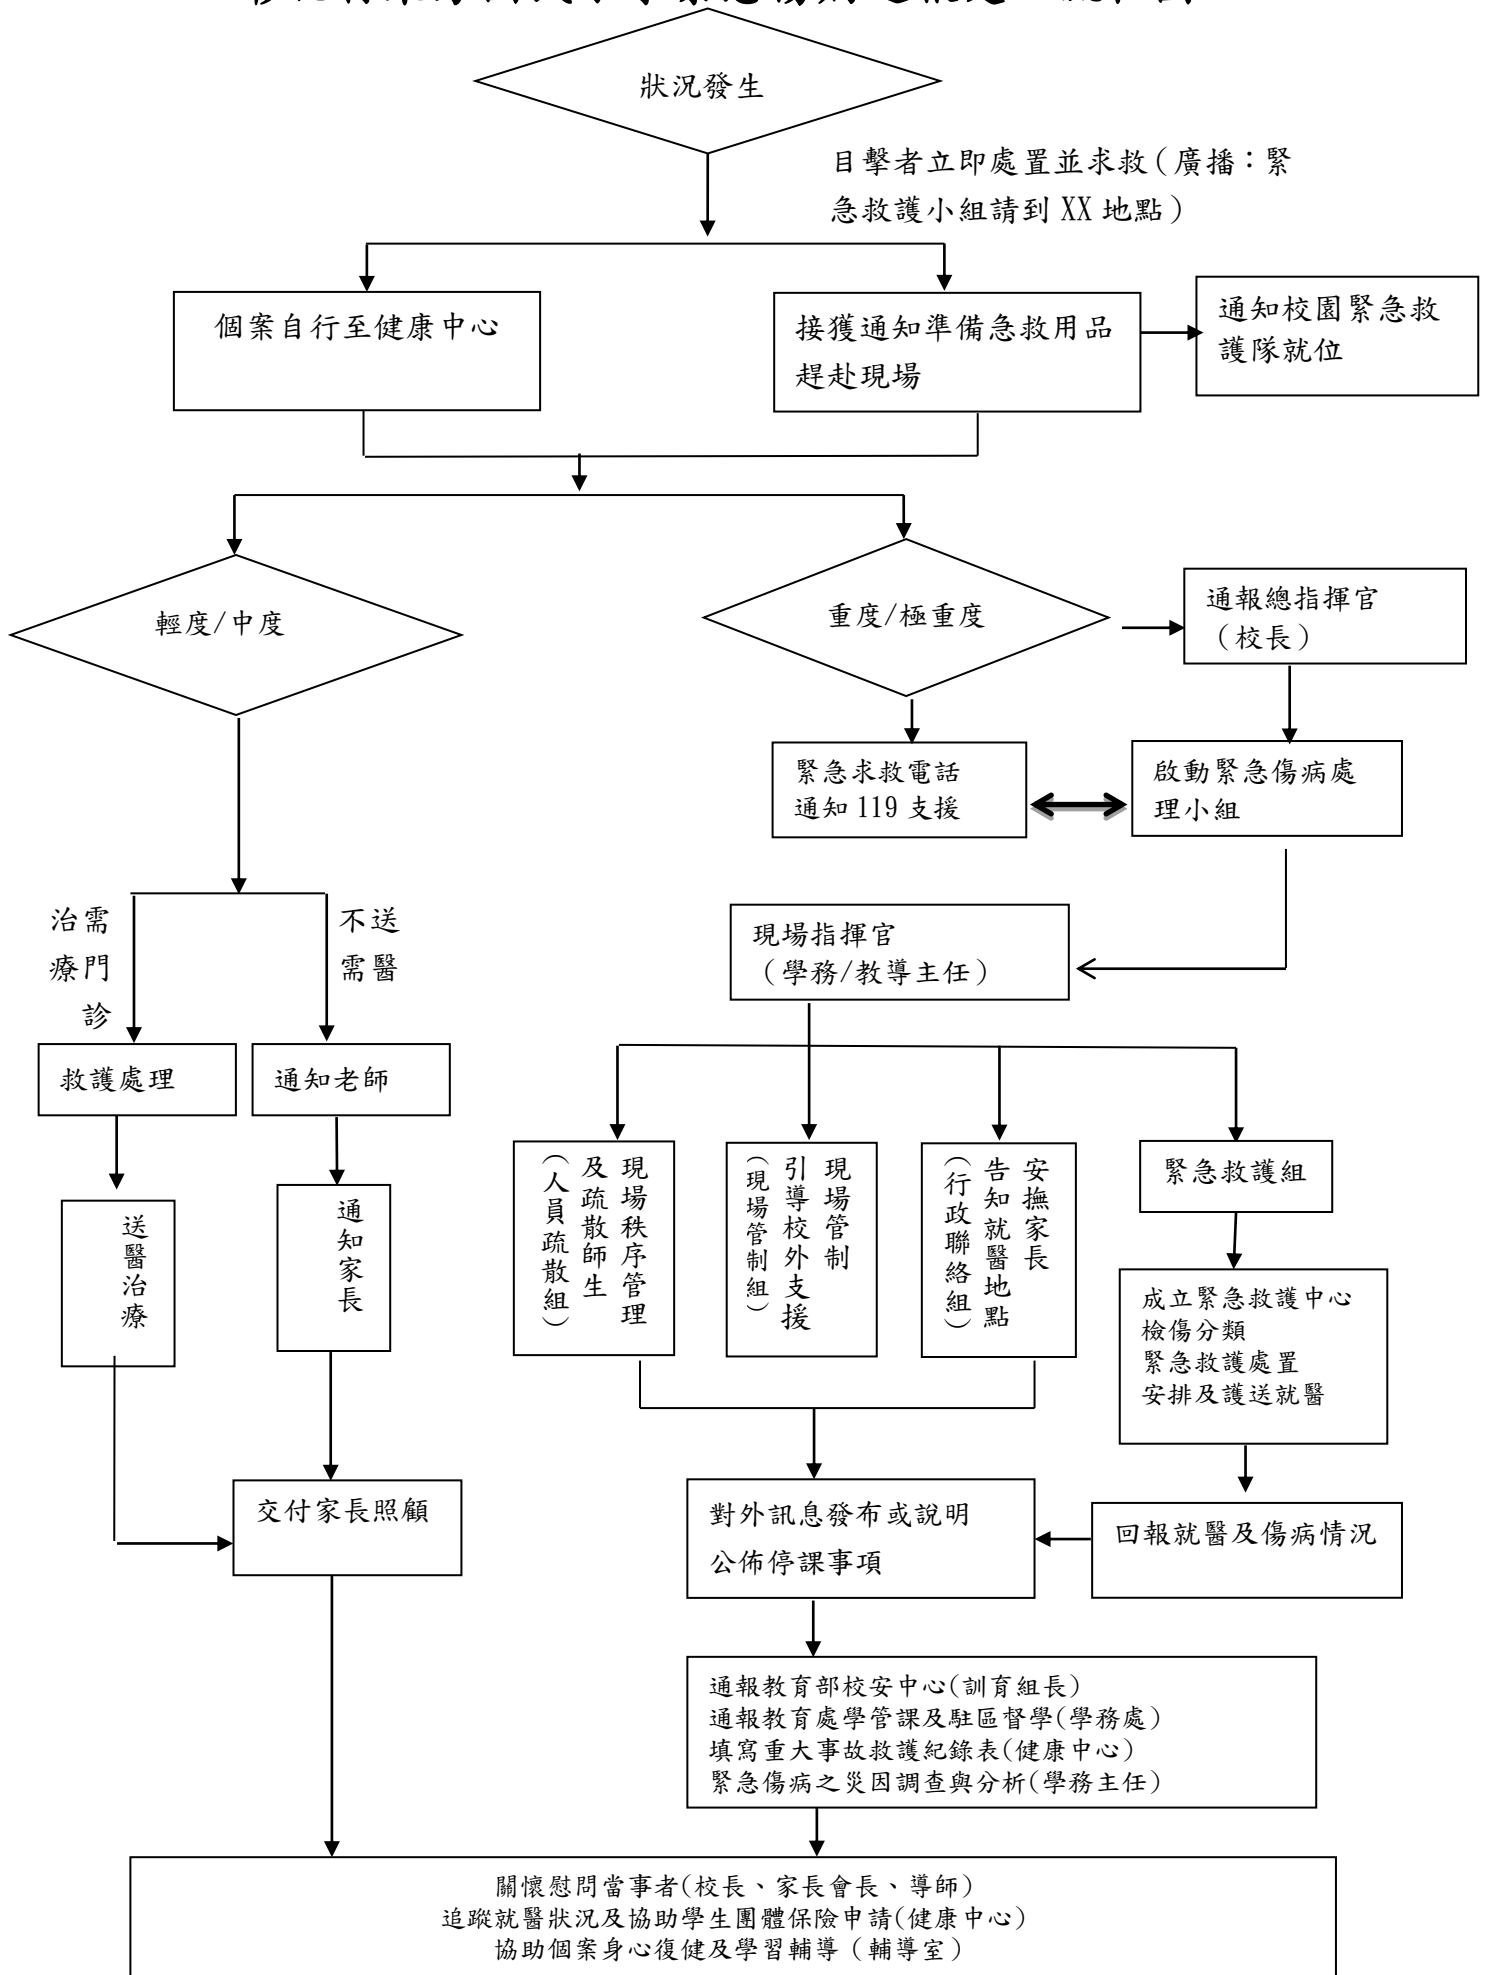 狀況發生
目擊者立即處置並求救（廣播：緊
急救護小組請到 XX 地點）
個案自行至健康中心
接獲通知準備急救用品
趕赴現場
通知校園緊急救
護隊就位
輕度/中度
重度/極重度
通報總指揮官
（校長）
緊急求救電話
通知 119 支援
啟動緊急傷病處
理小組
治需
療門
診
不送
需醫
現場指揮官
（學務/教導主任）
救護處理
通知老師
現場秩序管理
及疏散師生
（人員疏散組）
現場管制
引導校外支援
（現場管制組）
安撫家長
告知就醫地點
（行政聯絡組）
緊急救護組
送醫治療
通知家長
成立緊急救護中心
檢傷分類
緊急救護處置
安排及護送就醫
交付家長照顧
對外訊息發布或說明
公佈停課事項
回報就醫及傷病情況
通報教育部校安中心(訓育組長)
通報教育處學管課及駐區督學(學務處)
填寫重大事故救護紀錄表(健康中心)
緊急傷病之災因調查與分析(學務主任)
關懷慰問當事者(校長、家長會長、導師)
追蹤就醫狀況及協助學生團體保險申請(健康中心)
協助個案身心復健及學習輔導（輔導室）